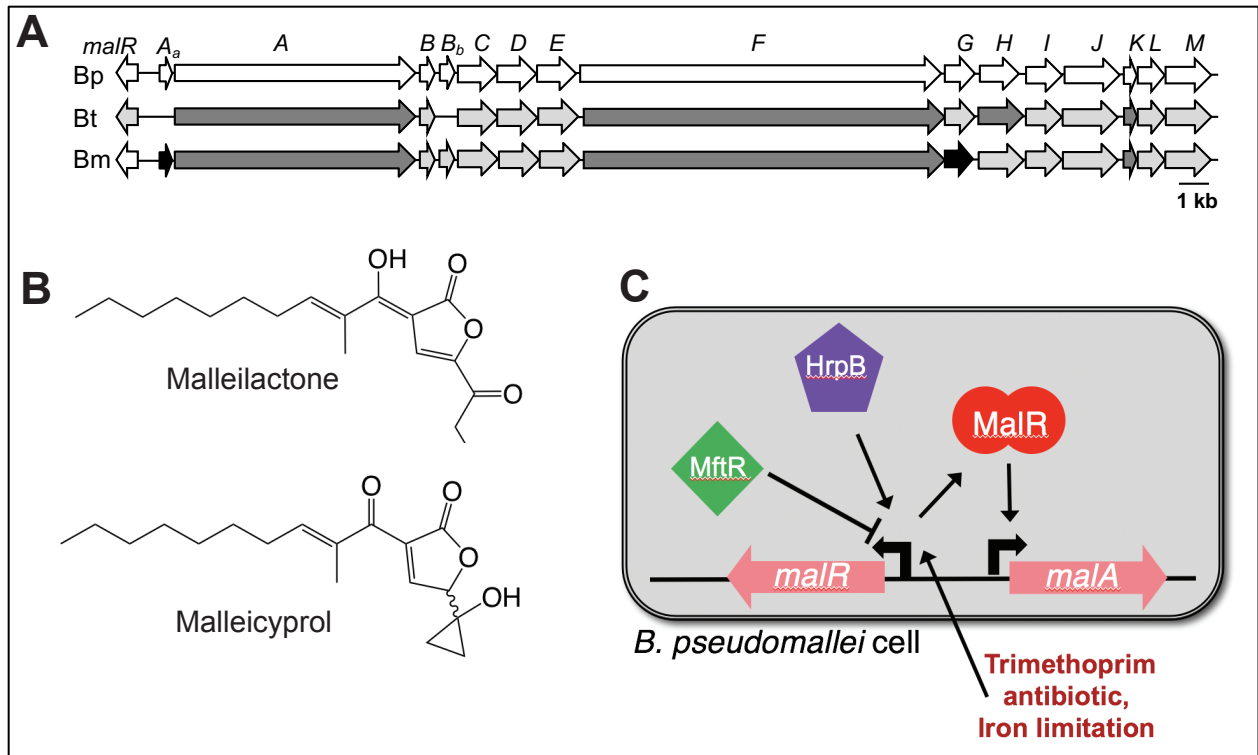 A
malR Aa A B Bb C D E F G H I J K L M
Bp
Bt
Bm
1 kb
B
OH
O
O
Malleilactone
O
O
O
O
OH
Malleicyprol
C
HrpB
MalR
MftR
malR
malA
B. pseudomallei cell
Trimethoprim
antibiotic,
Iron limitation